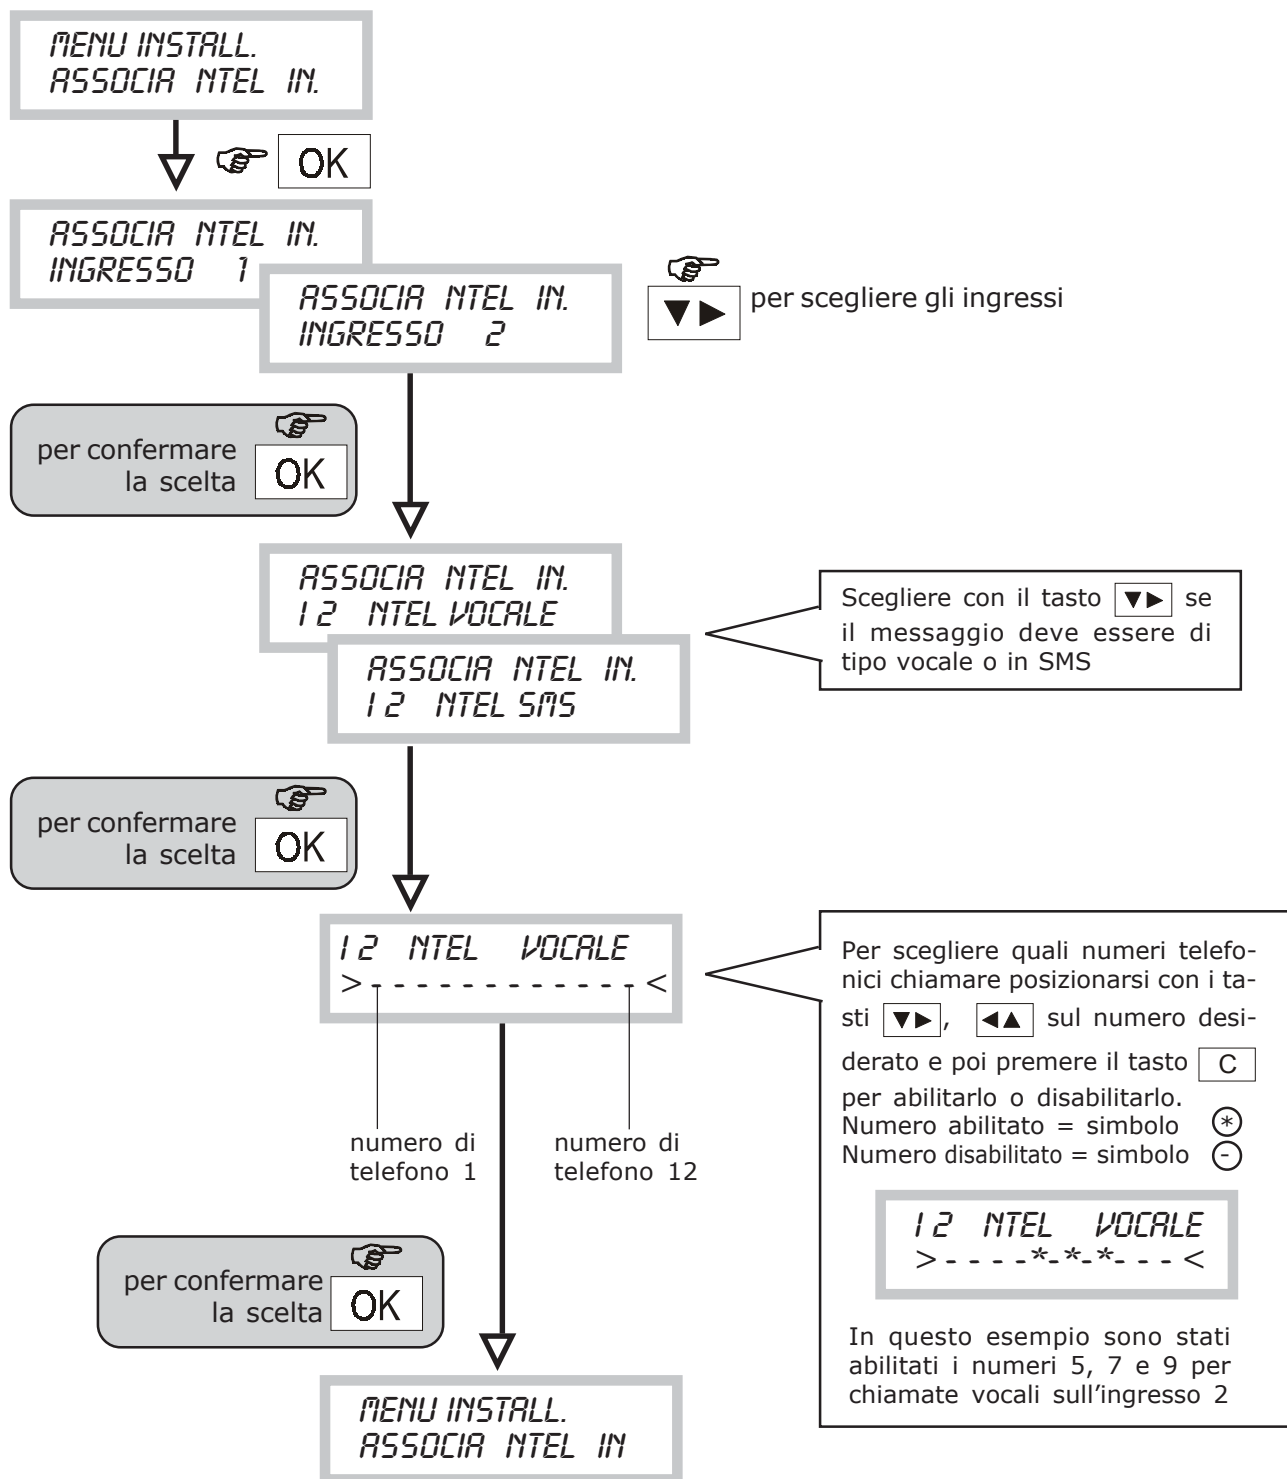 MENU INSTALL.
ASSOCIA NTEL IN.
OK
ASSOCIA NTEL IN.
INGRESSO 1
ASSOCIA NTEL IN.
INGRESSO 2
▼► per scegliere gli ingressi
per confermare
la scelta OK
ASSOCIA NTEL IN.
I 2 NTEL VOCALE
ASSOCIA NTEL IN.
I 2 NTEL SMS
Scegliere con il tasto ▼► se
il messaggio deve essere di
tipo vocale o in SMS
per confermare
la scelta OK
I 2 NTEL VOCALE
>- - - - - - - - - - - -<
numero di
telefono 1
numero di
telefono 12
Per scegliere quali numeri telefo-
nici chiamare posizionarsi con i ta-
sti ▼►, ◄▲ sul numero desi-
derato e poi premere il tasto C
per abilitarlo o disabilitarlo.
Numero abilitato = simbolo *
Numero disabilitato = simbolo -
I 2 NTEL VOCALE
>- - - -*-*-*- - -<
In questo esempio sono stati
abilitati i numeri 5, 7 e 9 per
chiamate vocali sull'ingresso 2
per confermare
la scelta OK
MENU INSTALL.
ASSOCIA NTEL IN